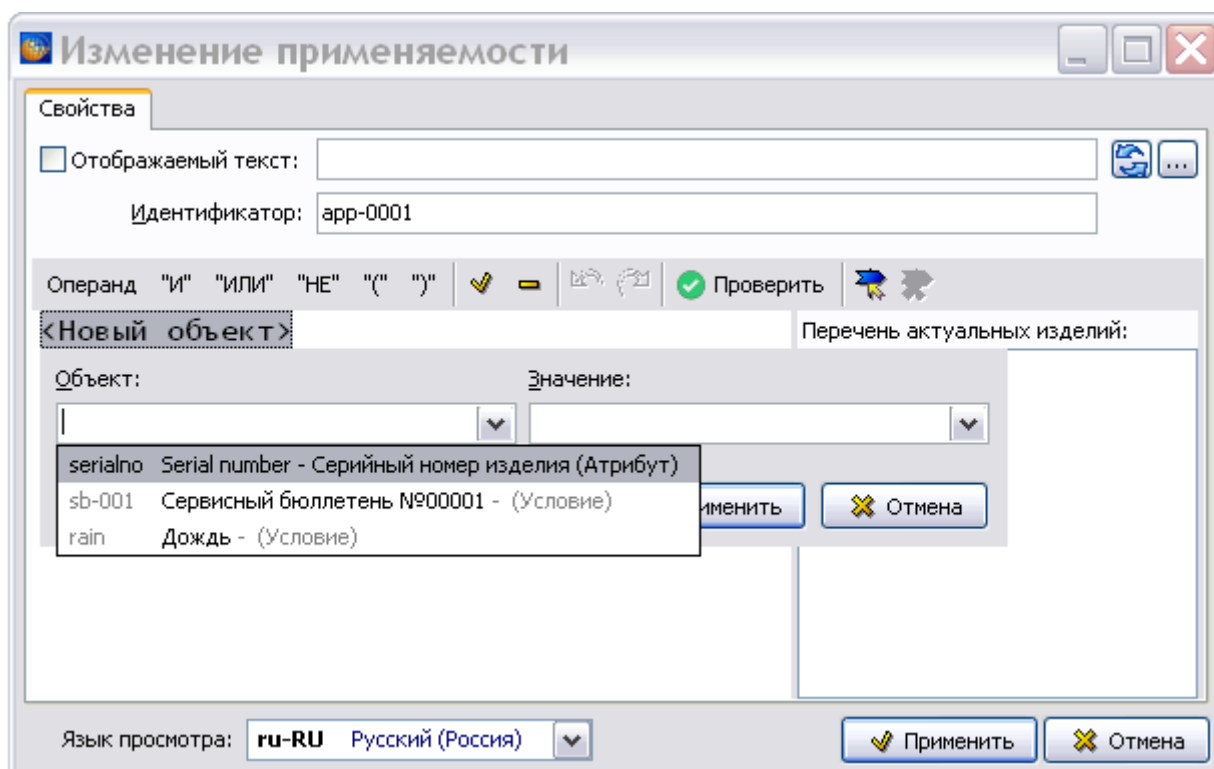 Изменение применяемости
Свойства
Отображаемый текст:
...
Идентификатор: app-0001
Операнд "И" "ИЛИ" "НЕ" "(" ")" Проверить
<Новый объект> Перечень актуальных изделий:
Объект: Значение:
serialno Serial number - Серийный номер изделия (Атрибут)
sb-001 Сервисный бюллетень №00001 - (Условие)
именить Отмена
rain Дождь - (Условие)
Язык просмотра: ru-RU Русский (Россия) Применить Отмена